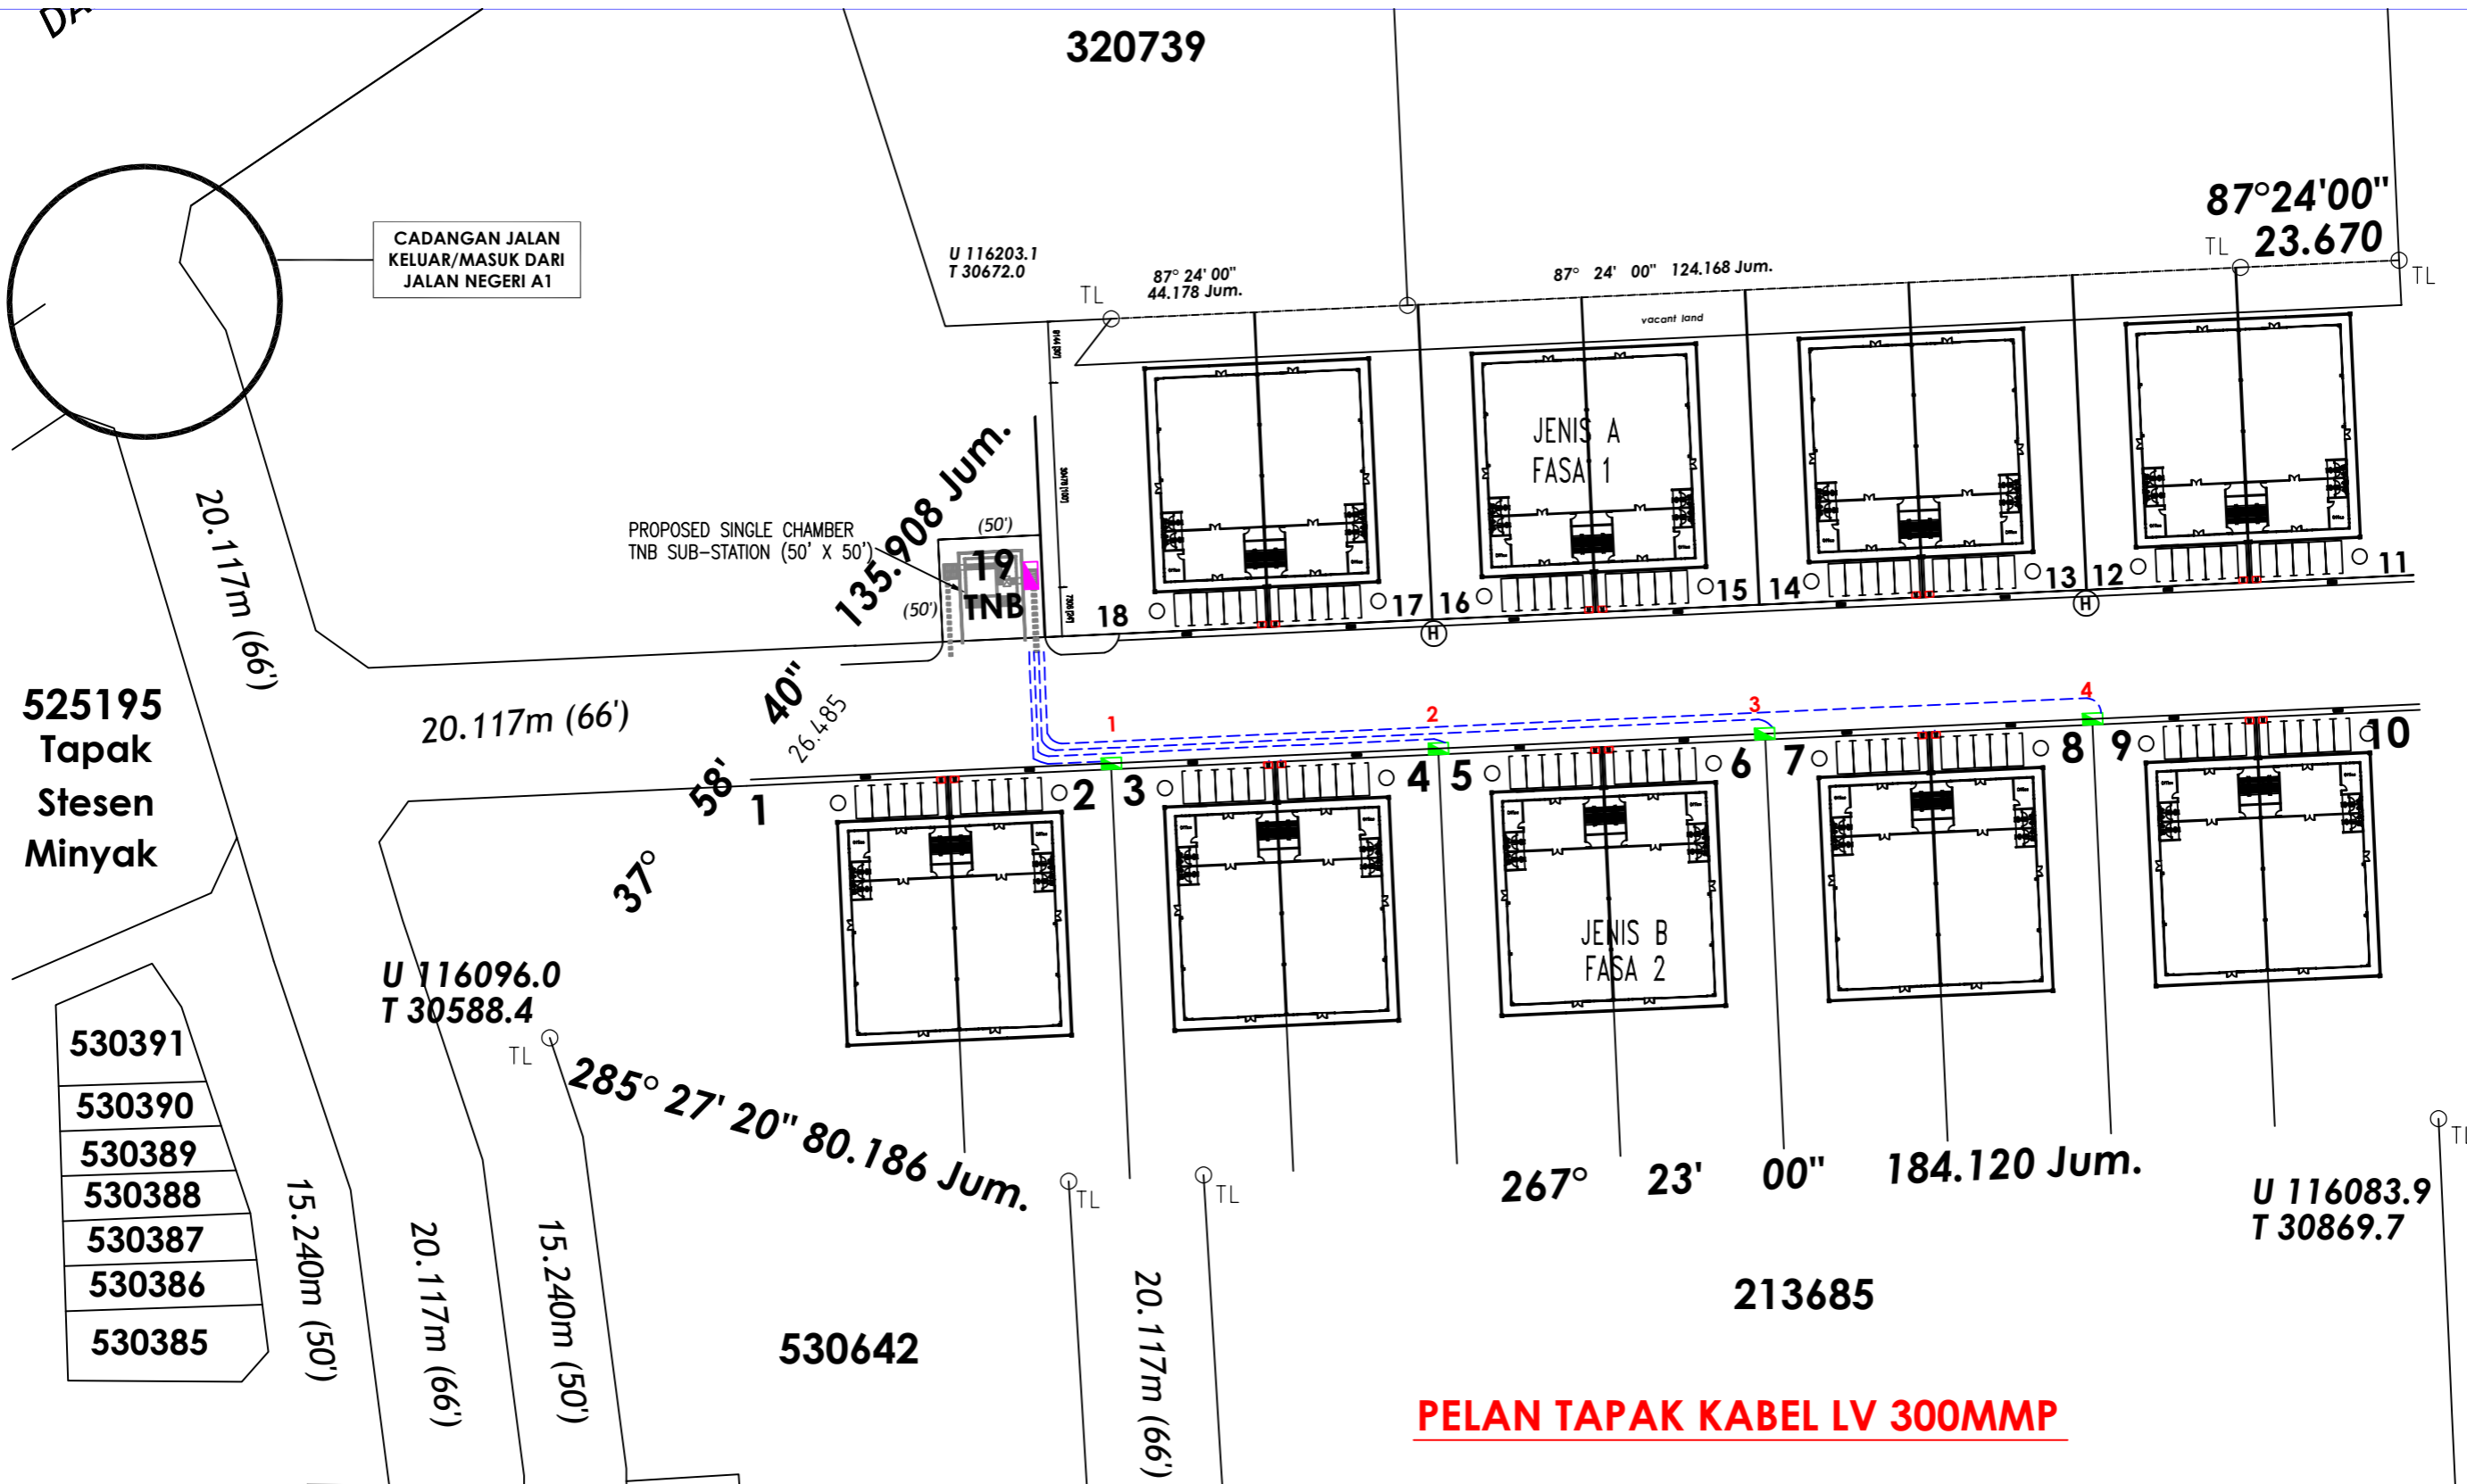 320739
87°24'00"
TL 23.670
TL
CADANGAN JALAN
KELUAR/MASUK DARI
JALAN NEGERI A1
U 116203.1
T 30672.0
TL
87° 24' 00"
44.178 Jum.
87° 24' 00" 124.168 Jum.
vacant land
JENIS A
FASA 1
135.908 Jum.
PROPOSED SINGLE CHAMBER
TNB SUB-STATION (50' X 50')
(50')
(50')
19
TNB
18
17
16
15
14
13
12
11
H
H
20.117m (66')
20.117m (66')
40"
26.485
58'
37°
525195
Tapak
Stesen
Minyak
1
2
3
4
1
2
3
4
5
6
7
8
9
10
JENIS B
FASA 2
U 116096.0
T 30588.4
TL
285° 27' 20" 80.186 Jum.
TL
TL
267° 23' 00" 184.120 Jum.
TL
U 116083.9
T 30869.7
530391
530390
530389
530388
530387
530386
530385
15.240m (50')
20.117m (66')
15.240m (50')
20.117m (66')
530642
213685
PELAN TAPAK KABEL LV 300MMP